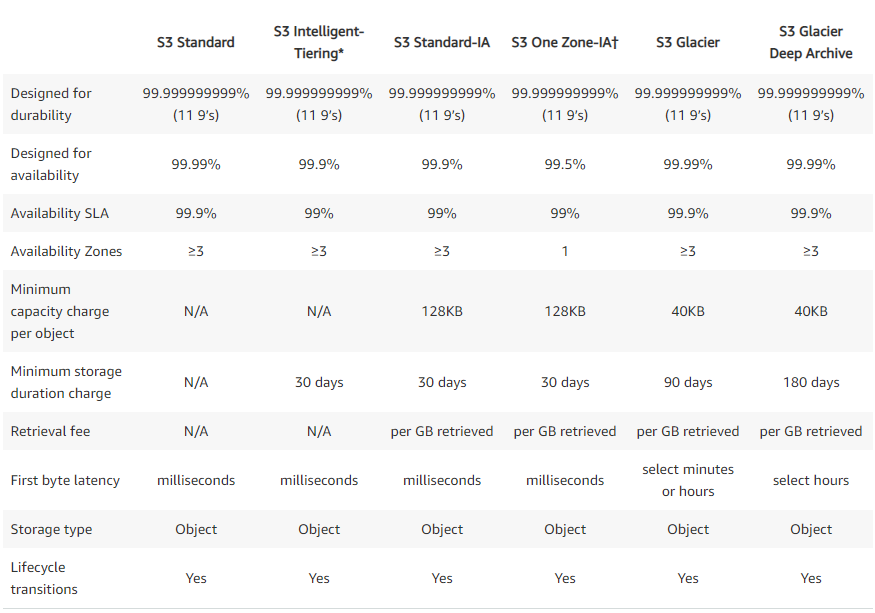 S3 Standard S3 Intelligent-Tiering* S3 Standard-IA S3 One Zone-IA† S3 Glacier S3 Glacier Deep Archive
Designed for durability 99.999999999% (11 9's) 99.999999999% (11 9's) 99.999999999% (11 9's) 99.999999999% (11 9's) 99.999999999% (11 9's) 99.999999999% (11 9's)
Designed for availability 99.99% 99.9% 99.9% 99.5% 99.99% 99.99%
Availability SLA 99.9% 99% 99% 99% 99.9% 99.9%
Availability Zones ≥3 ≥3 ≥3 1 ≥3 ≥3
Minimum capacity charge per object N/A N/A 128KB 128KB 40KB 40KB
Minimum storage duration charge N/A 30 days 30 days 30 days 90 days 180 days
Retrieval fee N/A N/A per GB retrieved per GB retrieved per GB retrieved per GB retrieved
First byte latency milliseconds milliseconds milliseconds milliseconds select minutes or hours select hours
Storage type Object Object Object Object Object Object
Lifecycle transitions Yes Yes Yes Yes Yes Yes